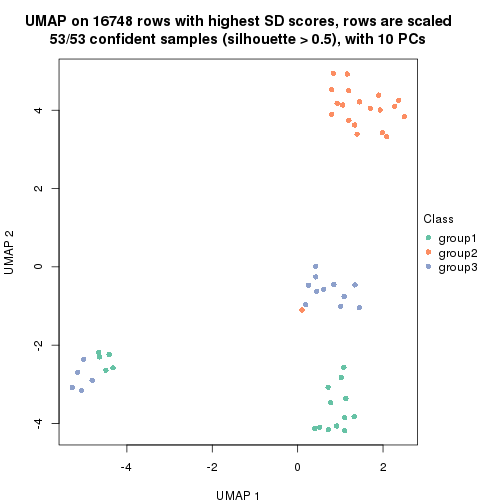 UMAP on 16748 rows with highest SD scores, rows are scaled
53/53 confident samples (silhouette > 0.5), with 10 PCs
4
2
0
-2
-4
UMAP 2
-4
-2
0
2
UMAP 1
Class
group1
group2
group3